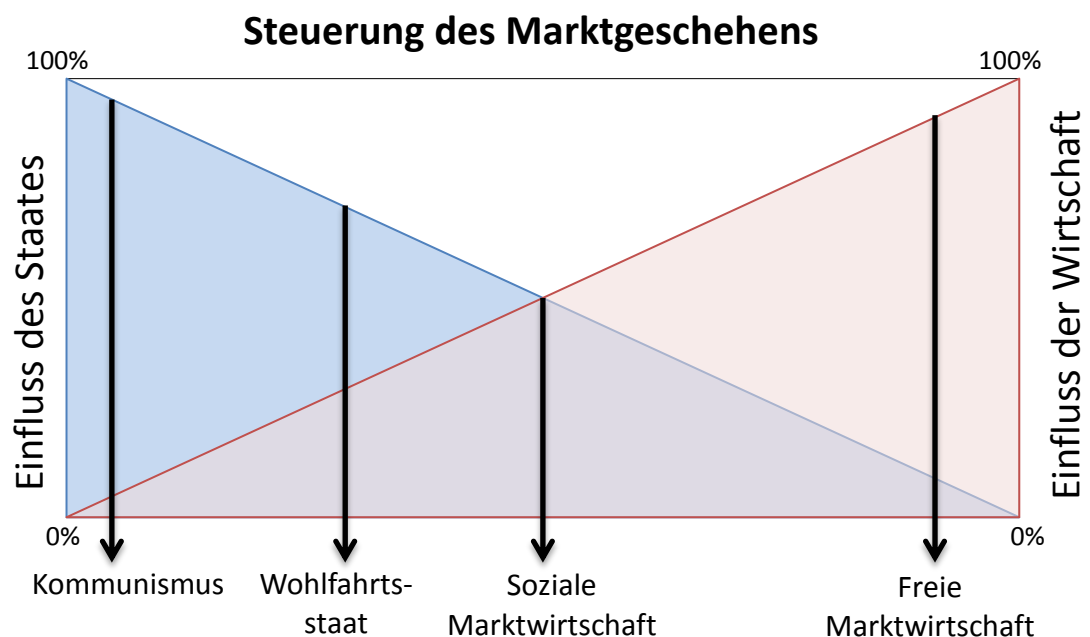 Steuerung des Marktgeschehens
100%
100%
Einfluss des Staates
Einfluss der Wirtschaft
0%
0%
Kommunismus
Wohlfahrts-
staat
Soziale
Marktwirtschaft
Freie
Marktwirtschaft